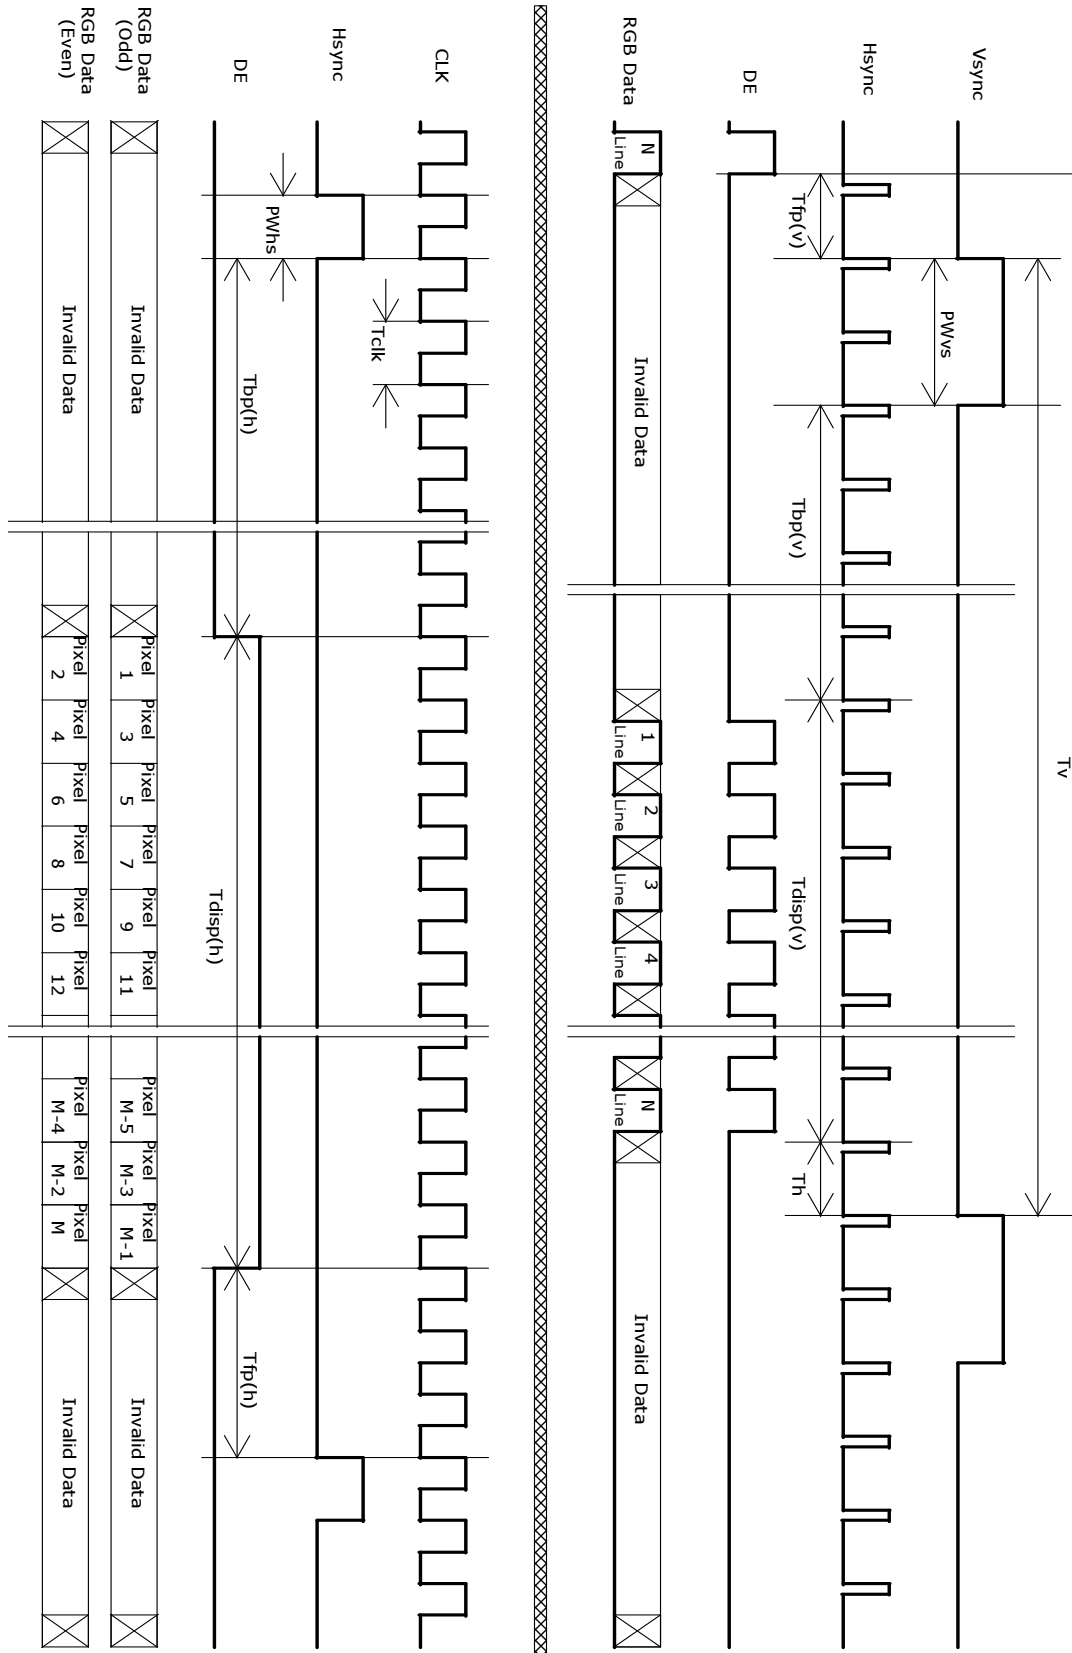 Vsync
Tv
PWvs
Hsync
Tfp(v)
Tbp(v)
Tdisp(v)
Th
DE
RGB Data
Line N
Invalid Data
Line 1
Line 2
Line 3
Line 4
Line N
Invalid Data
CLK
Tclk
Hsync
PWhs
DE
Tbp(h)
Tdisp(h)
Tfp(h)
RGB Data
(Odd)
Invalid Data
Pixel
1
Pixel
3
Pixel
5
Pixel
7
Pixel
9
Pixel
11
Pixel
M-5
Pixel
M-3
Pixel
M-1
Invalid Data
RGB Data
(Even)
Invalid Data
Pixel
2
Pixel
4
Pixel
6
Pixel
8
Pixel
10
Pixel
12
Pixel
M-4
Pixel
M-2
Pixel
M
Invalid Data